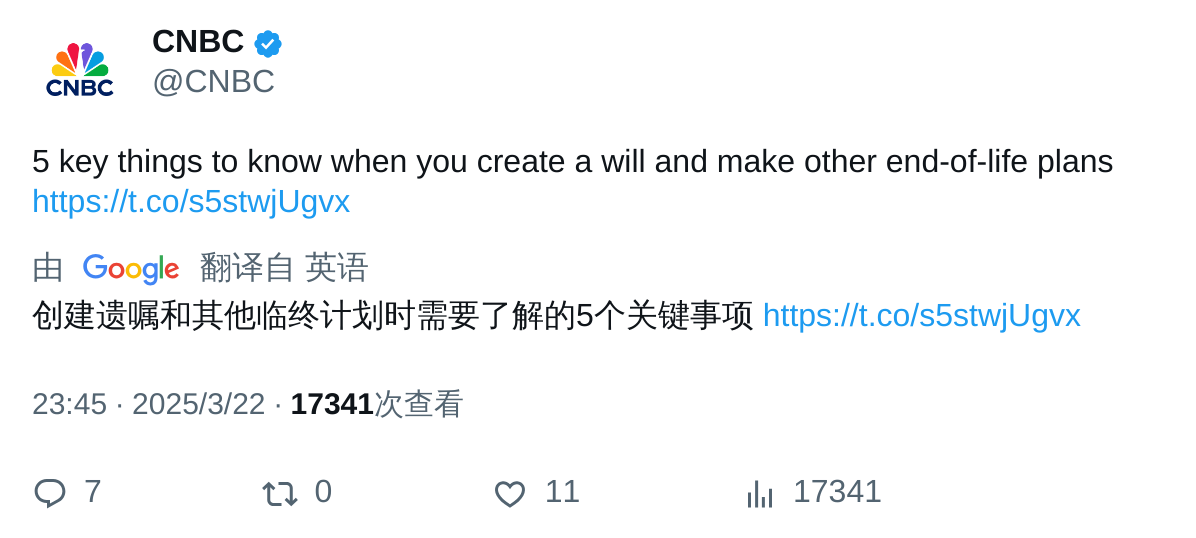 CNBC
CNBC
@CNBC
5 key things to know when you create a will and make other end-of-life plans
https://t.co/s5stwjUgvx
由 Google 翻译自 英语
创建遗嘱和其他临终计划时需要了解的5个关键事项 https://t.co/s5stwjUgvx
23:45 · 2025/3/22 · 17341次查看
7 0 11 17341